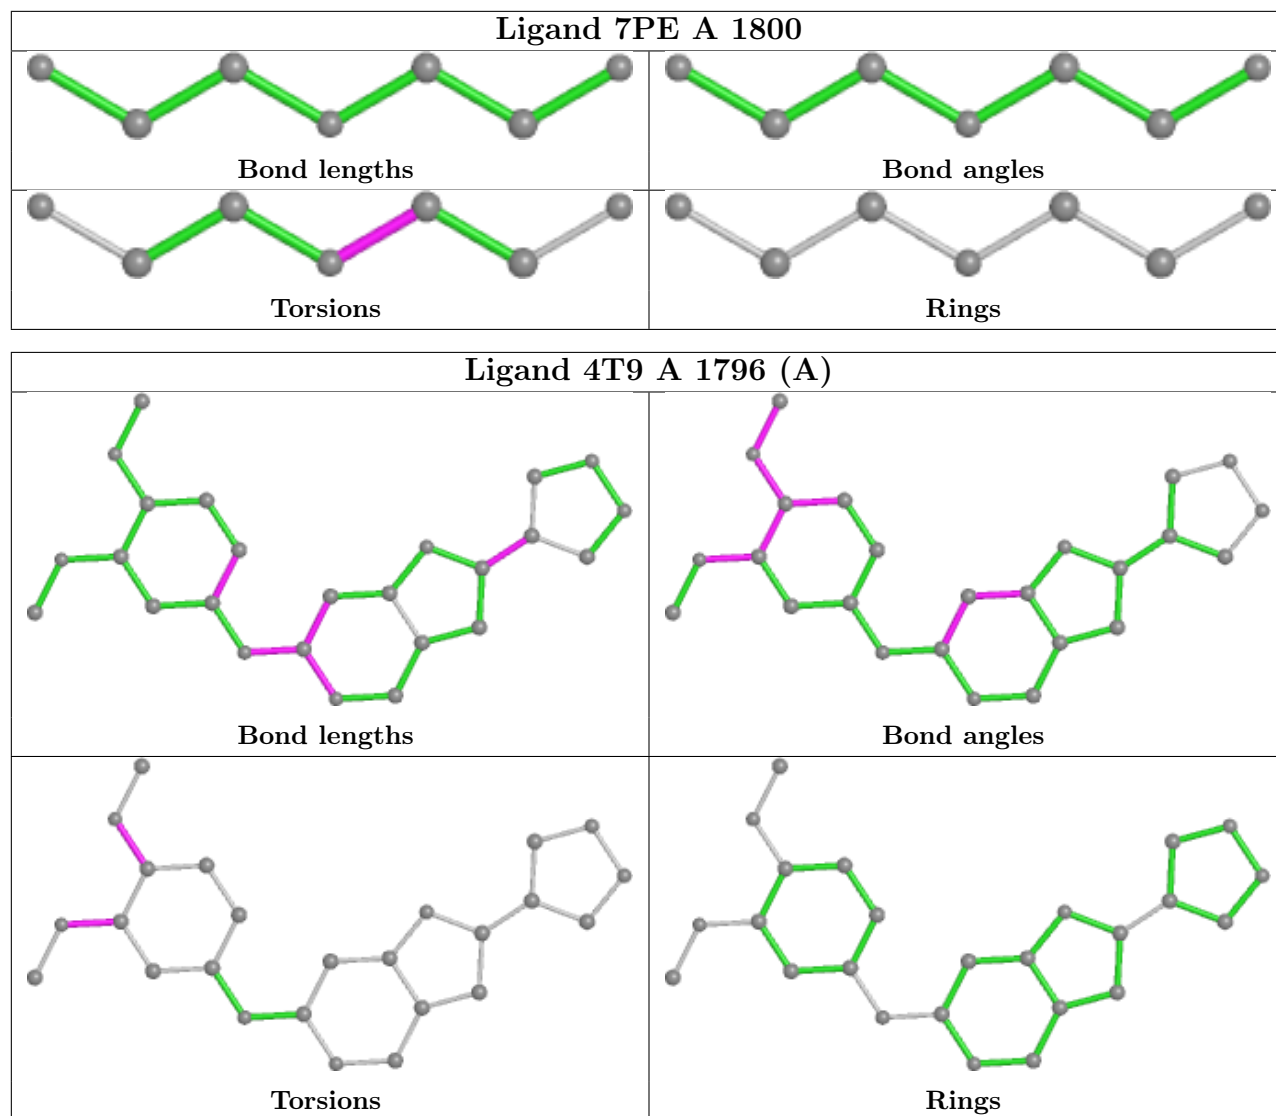 Ligand 7PE A 1800
Bond lengths
Bond angles
Torsions
Rings
Ligand 4T9 A 1796 (A)
Bond lengths
Bond angles
Torsions
Rings